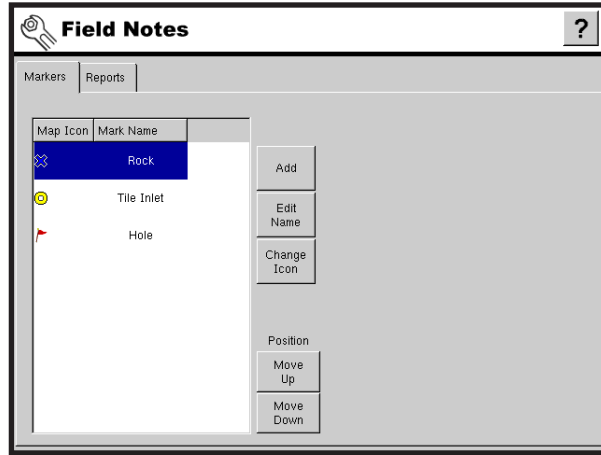 Field Notes
?
Markers Reports
Map Icon Mark Name
Rock
Tile Inlet
Hole
Add
Edit
Name
Change
Icon
Position
Move
Up
Move
Down